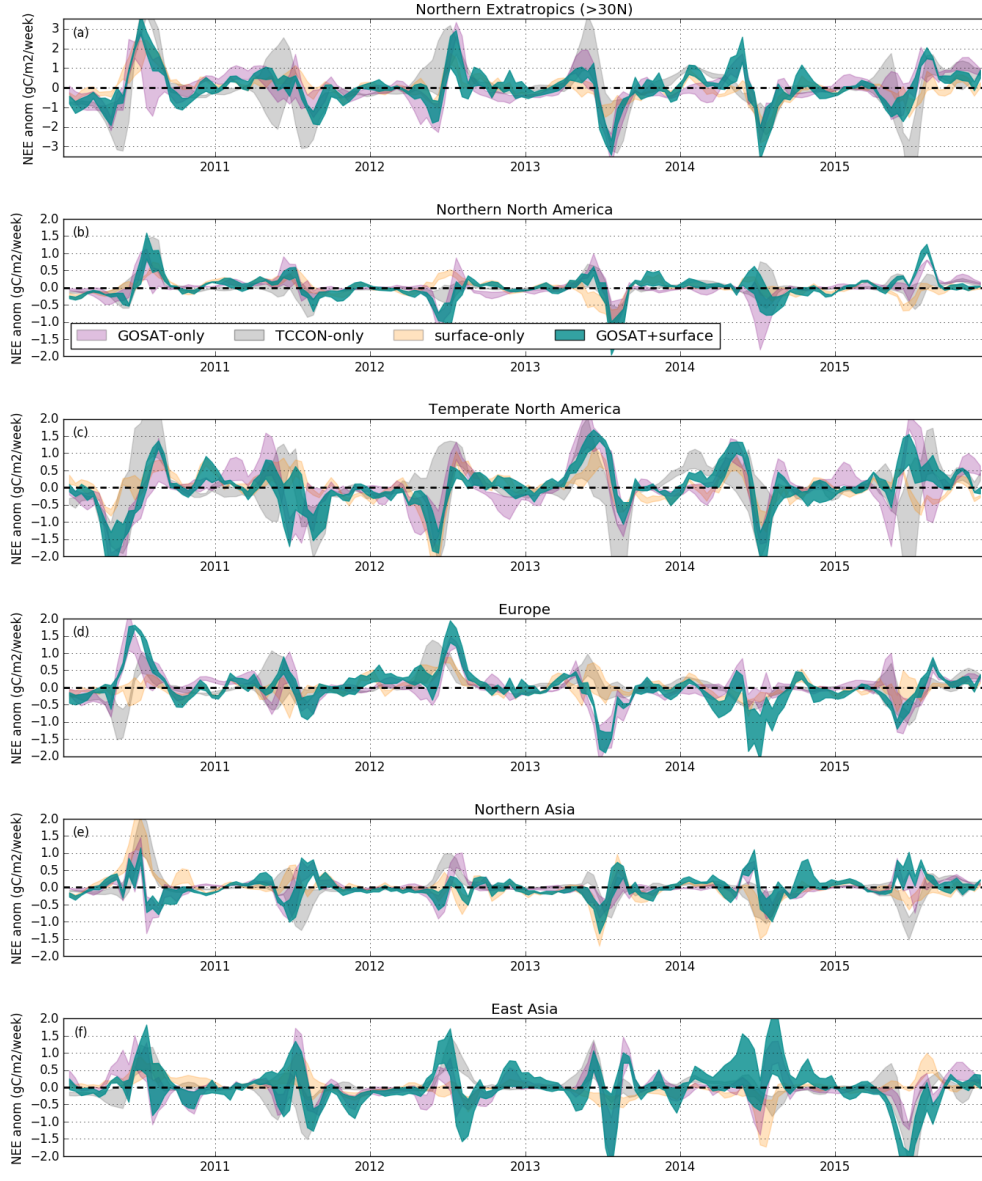 Northern Extratropics (>30N)
(a)
NEE anom (gC/m2/week)
3
2
1
0
−1
−2
−3
2011 2012 2013 2014 2015
Northern North America
(b)
NEE anom (gC/m2/week)
2.0
1.5
1.0
0.5
0.0
−0.5
−1.0
−1.5
−2.0
GOSAT-only TCCON-only surface-only GOSAT+surface
2011 2012 2013 2014 2015
Temperate North America
(c)
NEE anom (gC/m2/week)
2.0
1.5
1.0
0.5
0.0
−0.5
−1.0
−1.5
−2.0
2011 2012 2013 2014 2015
Europe
(d)
NEE anom (gC/m2/week)
2.0
1.5
1.0
0.5
0.0
−0.5
−1.0
−1.5
−2.0
2011 2012 2013 2014 2015
Northern Asia
(e)
NEE anom (gC/m2/week)
2.0
1.5
1.0
0.5
0.0
−0.5
−1.0
−1.5
−2.0
2011 2012 2013 2014 2015
East Asia
(f)
NEE anom (gC/m2/week)
2.0
1.5
1.0
0.5
0.0
−0.5
−1.0
−1.5
−2.0
2011 2012 2013 2014 2015